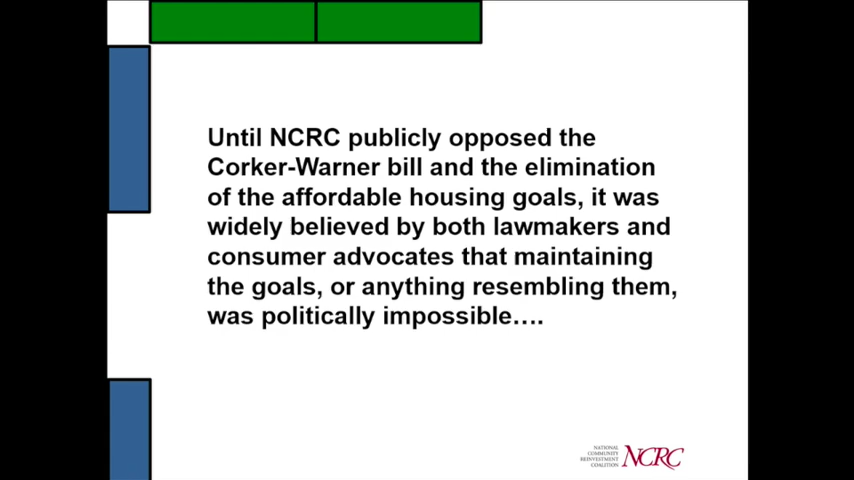 Until NCRC publicly opposed the
Corker-Warner bill and the elimination
of the affordable housing goals, it was
widely believed by both lawmakers and
consumer advocates that maintaining
the goals, or anything resembling them,
was politically impossible….
NATIONAL
COMMUNITY
REINVESTMENT
COALITION
NCRC